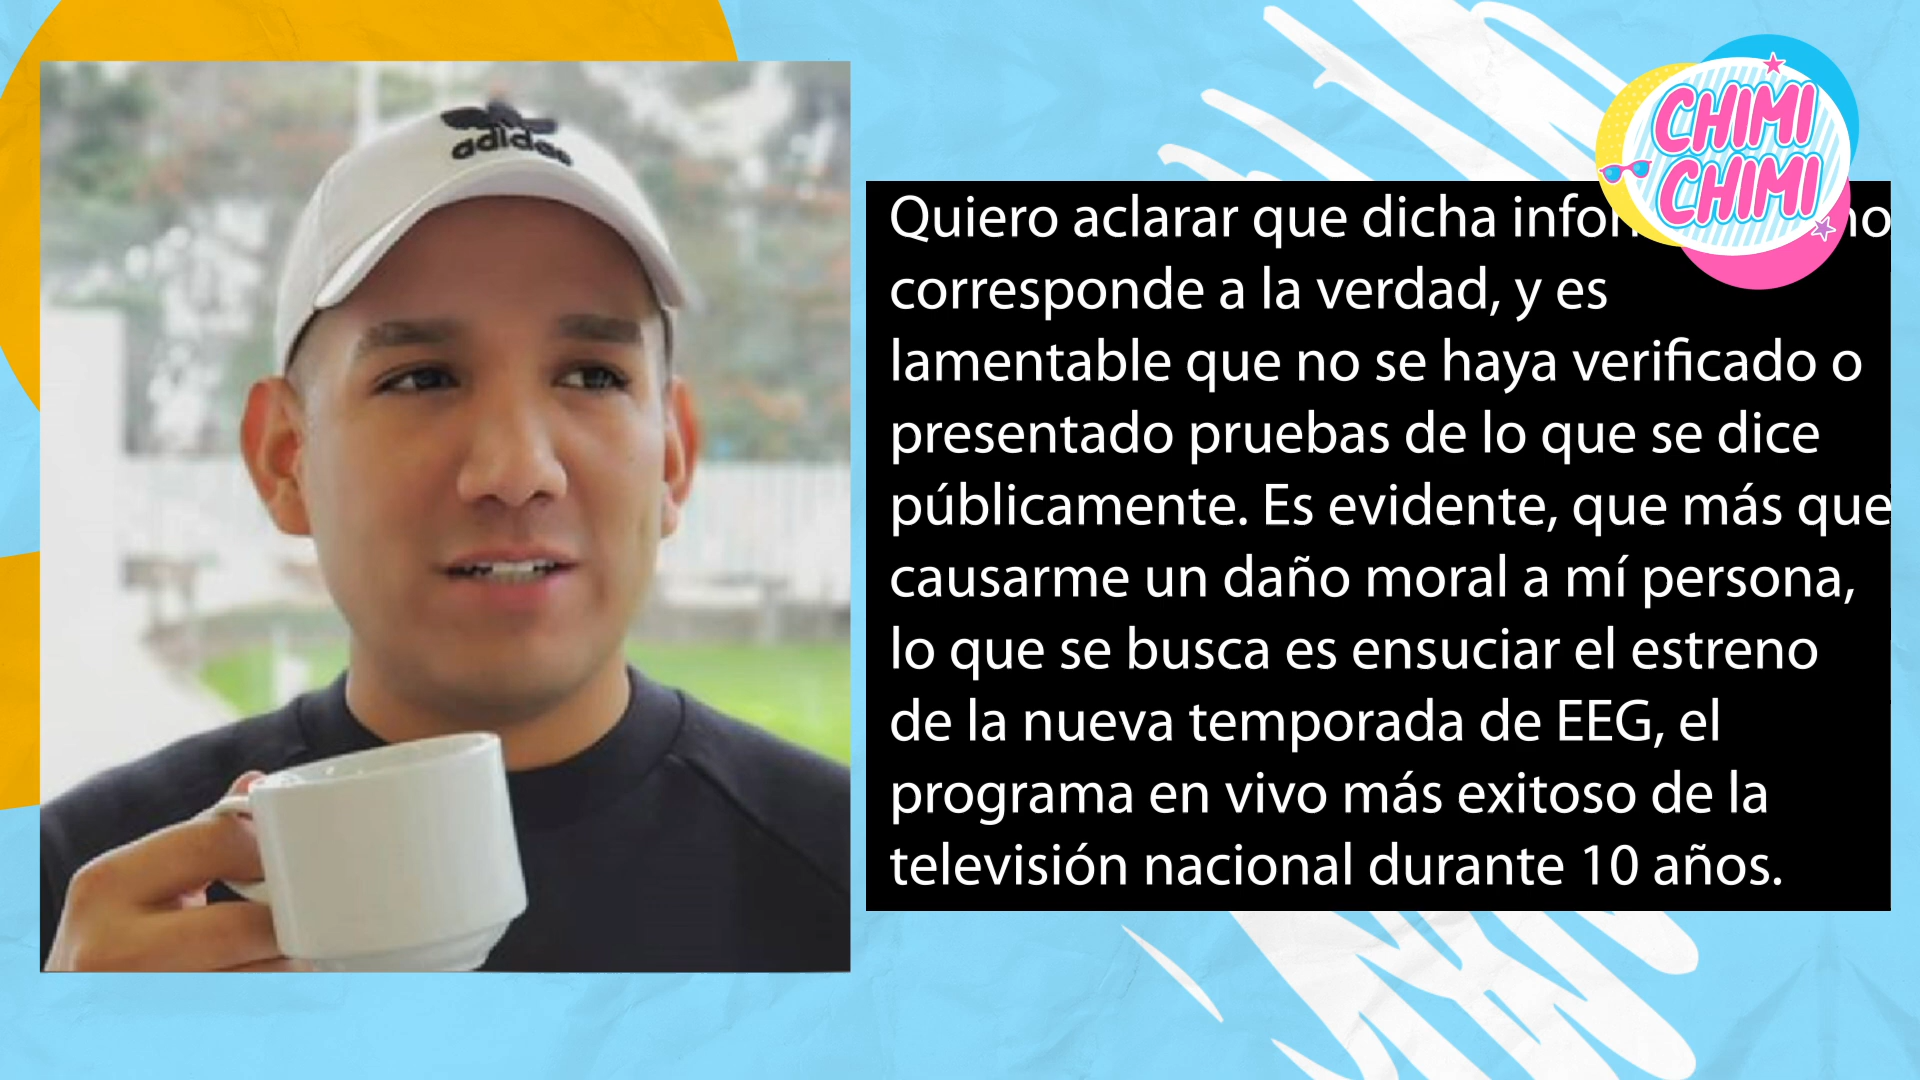 adidas
CHIMI
CHIMI
Quiero aclarar que dicha no
corresponde a la verdad, y es
lamentable que no se haya verificado o
presentado pruebas de lo que se dice
públicamente. Es evidente, que más que
causarme un daño moral a mí persona,
lo que se busca es ensuciar el estreno
de la nueva temporada de EEG, el
programa en vivo más exitoso de la
televisión nacional durante 10 años.